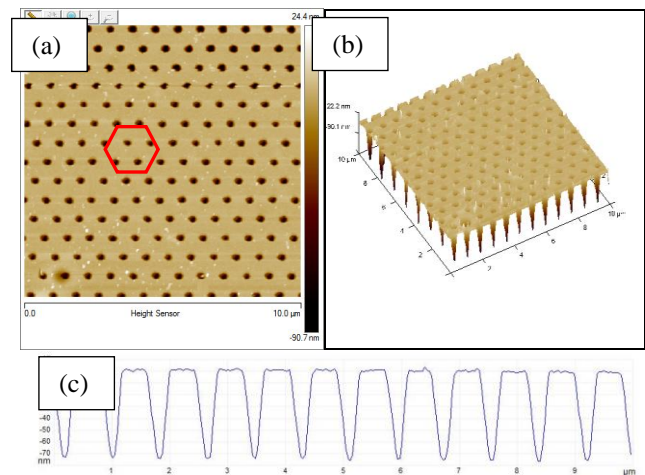 (a)
24.4 nm
0.0
Height Sensor
10.0 µm
-90.7 nm
(b)
22.2 nm
-90.1 nm
10 µm
8
6
4
2
2
4
6
8
10 µm
(c)
-40
-50
-60
-70
nm
1
2
3
4
5
6
7
8
9
µm